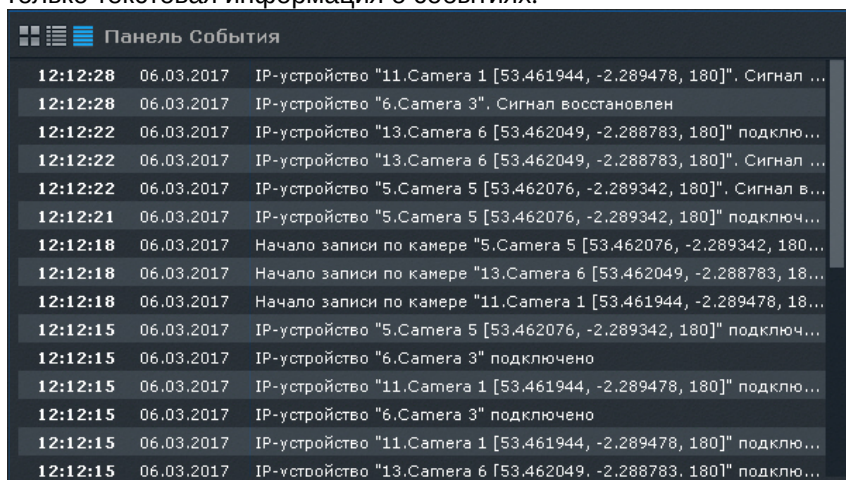 только текстовая информация о событиях.
Панель События
12:12:28 06.03.2017 IP-устройство "11.Camera 1 [53.461944, -2.289478, 180]". Сигнал ...
12:12:28 06.03.2017 IP-устройство "6.Camera 3". Сигнал восстановлен
12:12:22 06.03.2017 IP-устройство "13.Camera 6 [53.462049, -2.288783, 180]" подклю...
12:12:22 06.03.2017 IP-устройство "13.Camera 6 [53.462049, -2.288783, 180]". Сигнал ...
12:12:22 06.03.2017 IP-устройство "5.Camera 5 [53.462076, -2.289342, 180]". Сигнал в...
12:12:21 06.03.2017 IP-устройство "5.Camera 5 [53.462076, -2.289342, 180]" подключ...
12:12:18 06.03.2017 Начало записи по камере "5.Camera 5 [53.462076, -2.289342, 180...
12:12:18 06.03.2017 Начало записи по камере "13.Camera 6 [53.462049, -2.288783, 18...
12:12:18 06.03.2017 Начало записи по камере "11.Camera 1 [53.461944, -2.289478, 18...
12:12:15 06.03.2017 IP-устройство "5.Camera 5 [53.462076, -2.289342, 180]" подключ...
12:12:15 06.03.2017 IP-устройство "6.Camera 3" подключено
12:12:15 06.03.2017 IP-устройство "11.Camera 1 [53.461944, -2.289478, 180]" подклю...
12:12:15 06.03.2017 IP-устройство "6.Camera 3" подключено
12:12:15 06.03.2017 IP-устройство "11.Camera 1 [53.461944, -2.289478, 180]" подклю...
12:12:15 06.03.2017 IP-устройство "13.Camera 6 [53.462049, -2.288783, 180]" подклю...